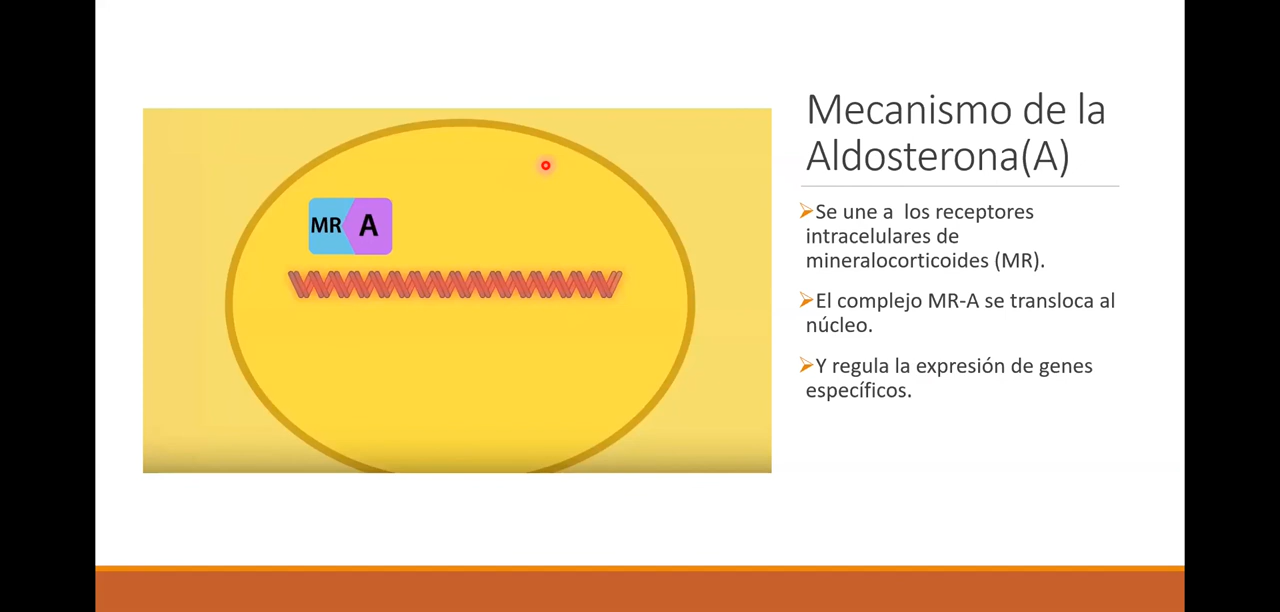 Mecanismo de la
Aldosterona(A)
MR A
Se une a los receptores
intracelulares de
mineralocorticoides (MR).
El complejo MR-A se transloca al
núcleo.
Y regula la expresión de genes
específicos.